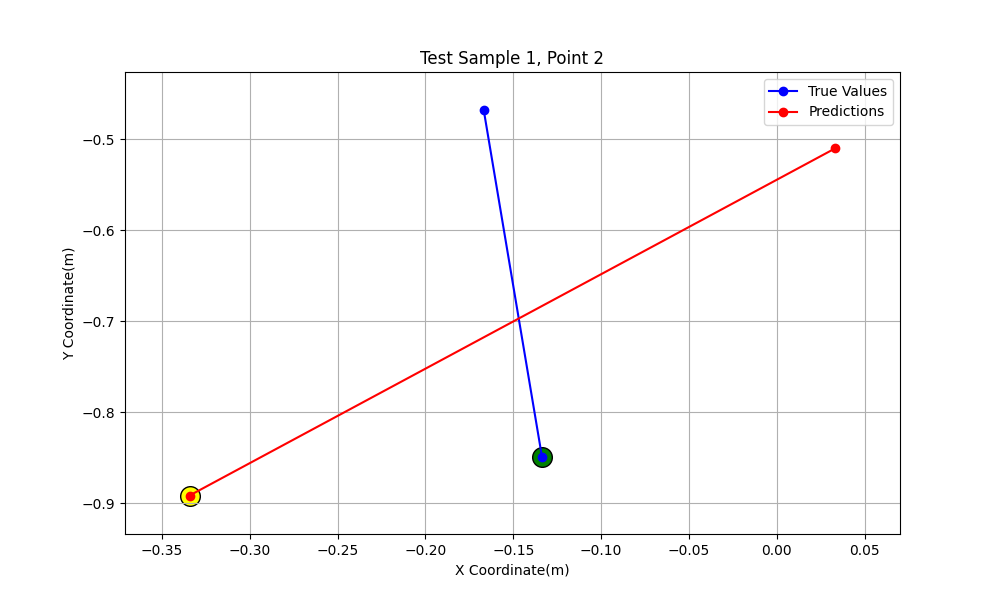 Test Sample 1, Point 2
True Values
Predictions
−0.5
−0.6
−0.7
−0.8
−0.9
Y Coordinate(m)
−0.35 −0.30 −0.25 −0.20 −0.15 −0.10 −0.05 0.00 0.05
X Coordinate(m)